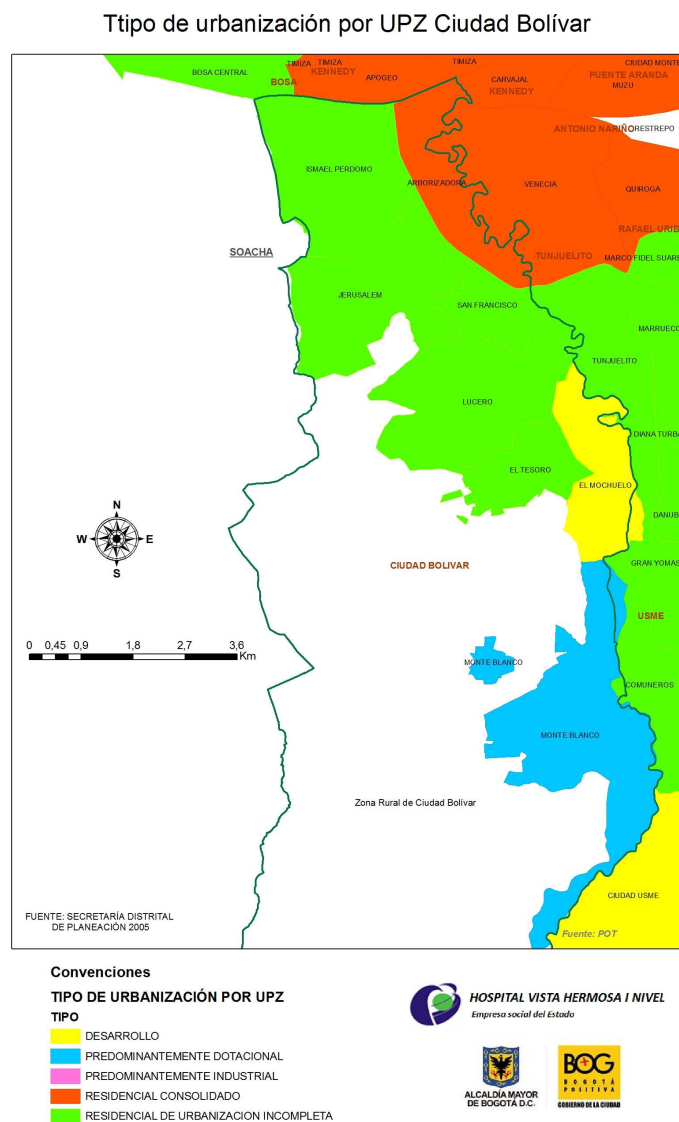 Ttipo de urbanización por UPZ Ciudad Bolívar
BOSA CENTRAL
BOSA
TIMIZA
TIMIZA
KENNEDY
APOGEO
TIMIZA
CARVAJAL
KENNEDY
CIUDAD MONTE
PUENTE ARANDA
MUZU
ANTONIO NARIÑO
RESTREPO
ISMAEL PERDOMO
ARBORIZADORA
VENECIA
QUIROGA
RAFAEL URIB
SOACHA
TUNJUELITO
MARCO FIDEL SUARE
JERUSALEM
SAN FRANCISCO
MARRUECO
TUNJUELITO
LUCERO
DIANA TURBA
EL TESORO
EL MOCHUELO
DANUB
N
W
E
S
CIUDAD BOLIVAR
GRAN YOMAS
USME
0 0,45 0,9 1,8 2,7 3,6
Km
MONTE BLANCO
COMUNEROS
MONTE BLANCO
Zona Rural de Ciudad Bolívar
CIUDAD USME
FUENTE: SECRETARÍA DISTRITAL
DE PLANEACIÓN 2005
Fuente: POT
Convenciones
TIPO DE URBANIZACIÓN POR UPZ
TIPO
DESARROLLO
PREDOMINANTEMENTE DOTACIONAL
PREDOMINANTEMENTE INDUSTRIAL
RESIDENCIAL CONSOLIDADO
RESIDENCIAL DE URBANIZACION INCOMPLETA
HOSPITAL VISTA HERMOSA I NIVEL
Empresa social del Estado
ALCALDÍA MAYOR
DE BOGOTÁ D.C.
BOG
BOGOTÁ
POSITIVA
GOBIERNO DE LA CIUDAD